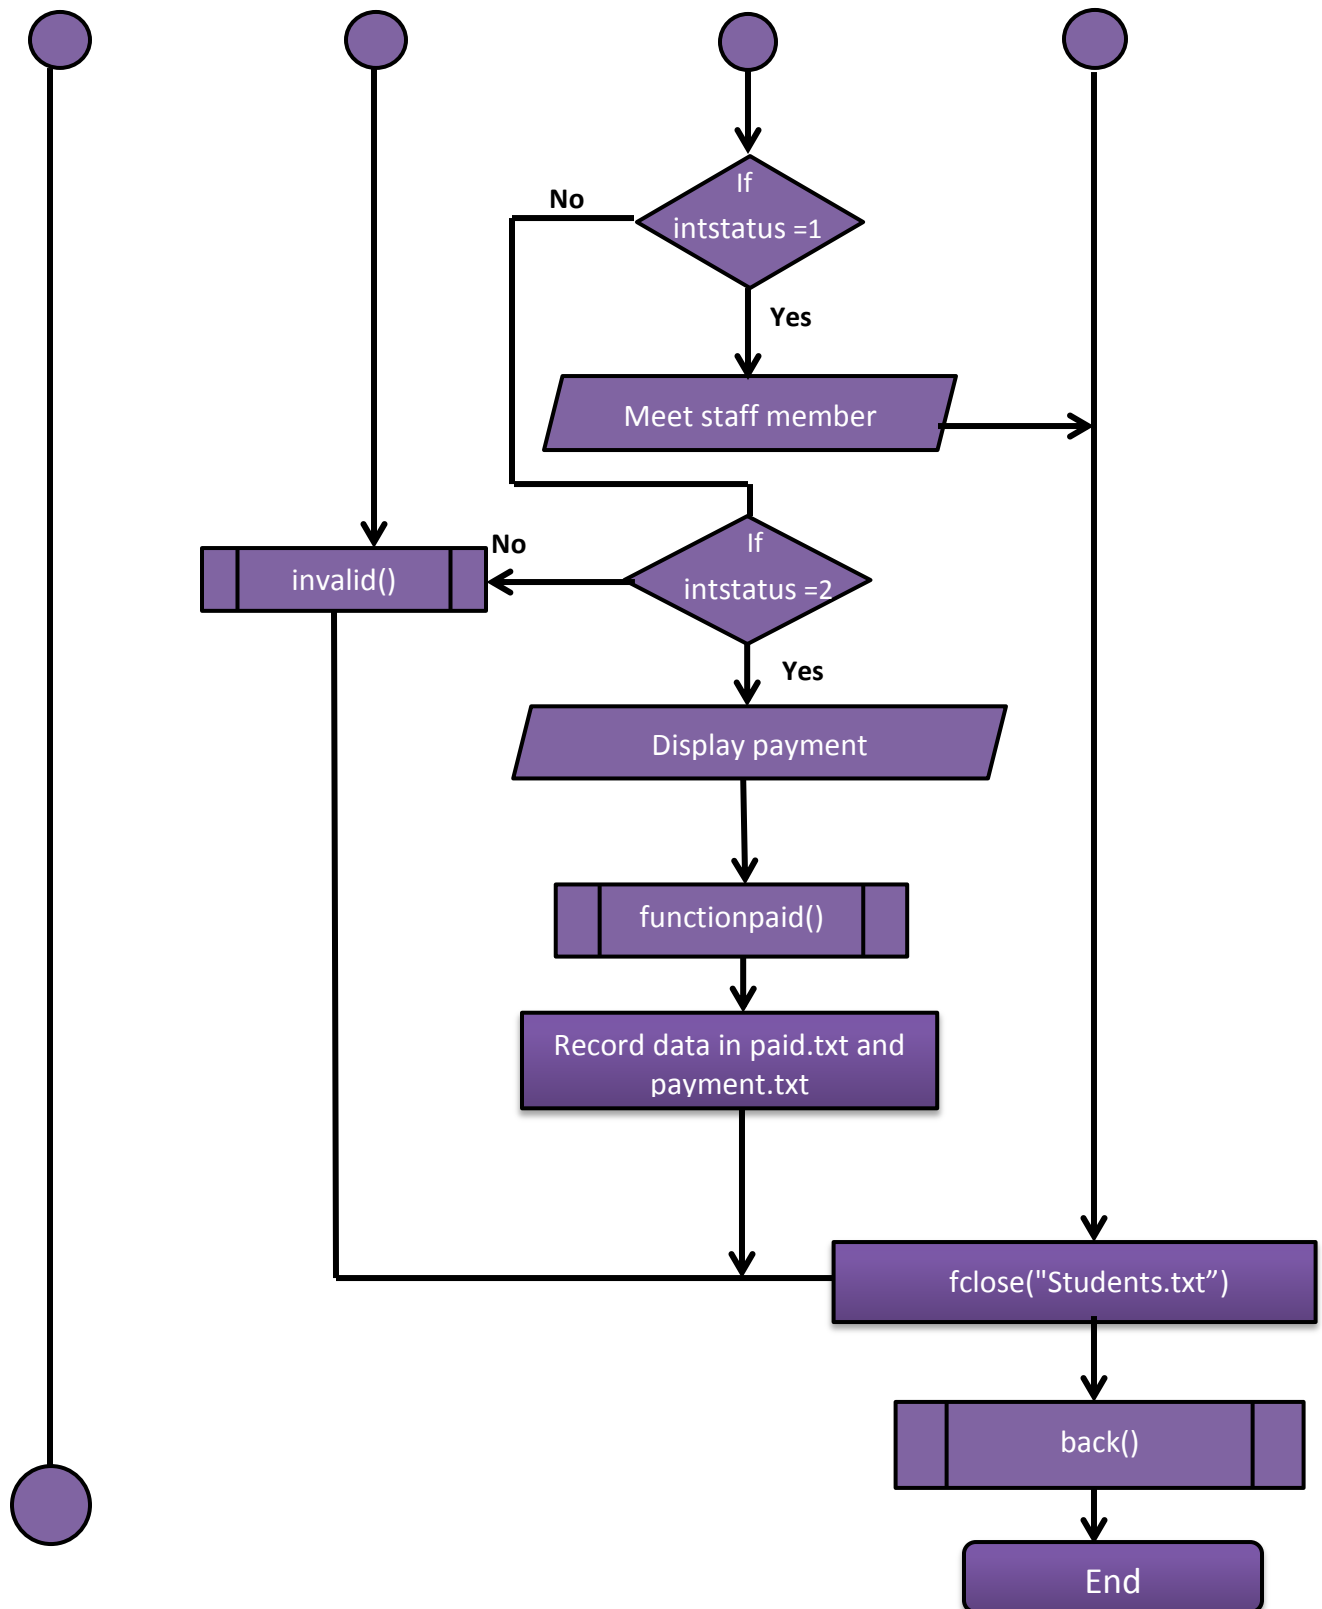 If
No
intstatus =1
Yes
Meet staff member
If
No
invalid()
intstatus =2
Yes
Display payment
functionpaid()
Record data in paid.txt and
payment.txt
fclose("Students.txt”)
back()
End